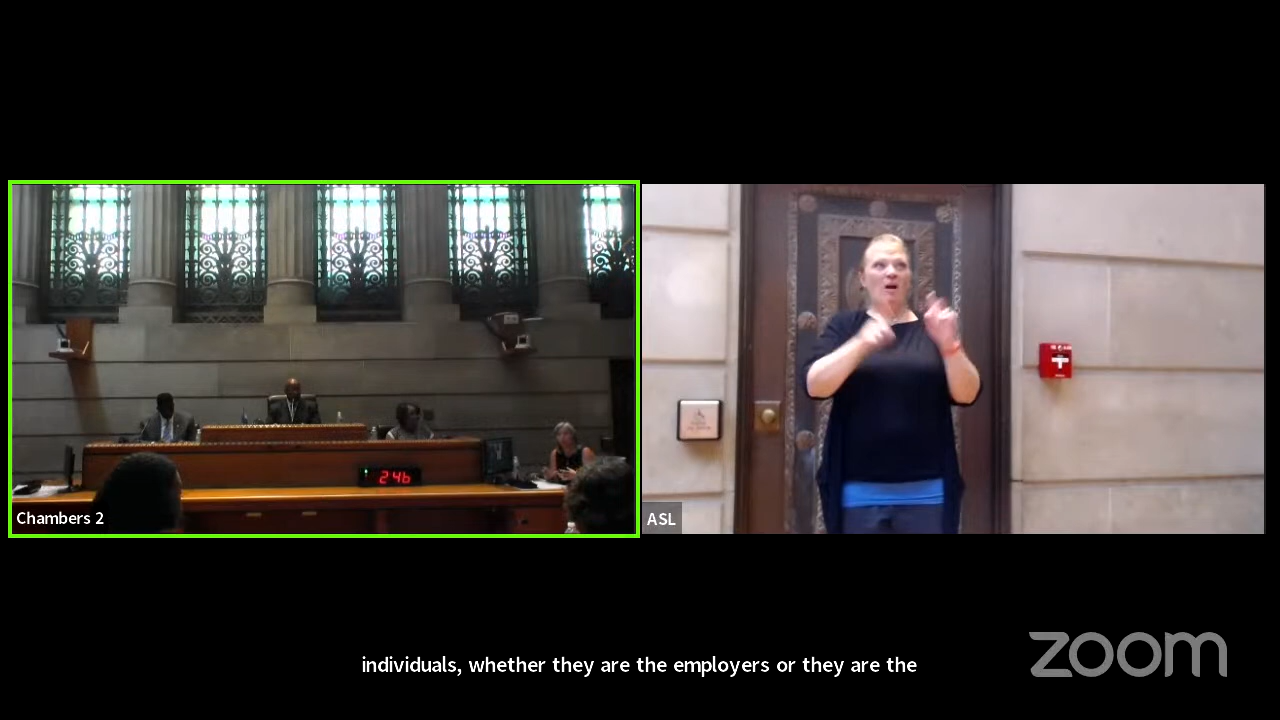 246
Chambers 2
ASL
individuals, whether they are the employers or they are the
zoom